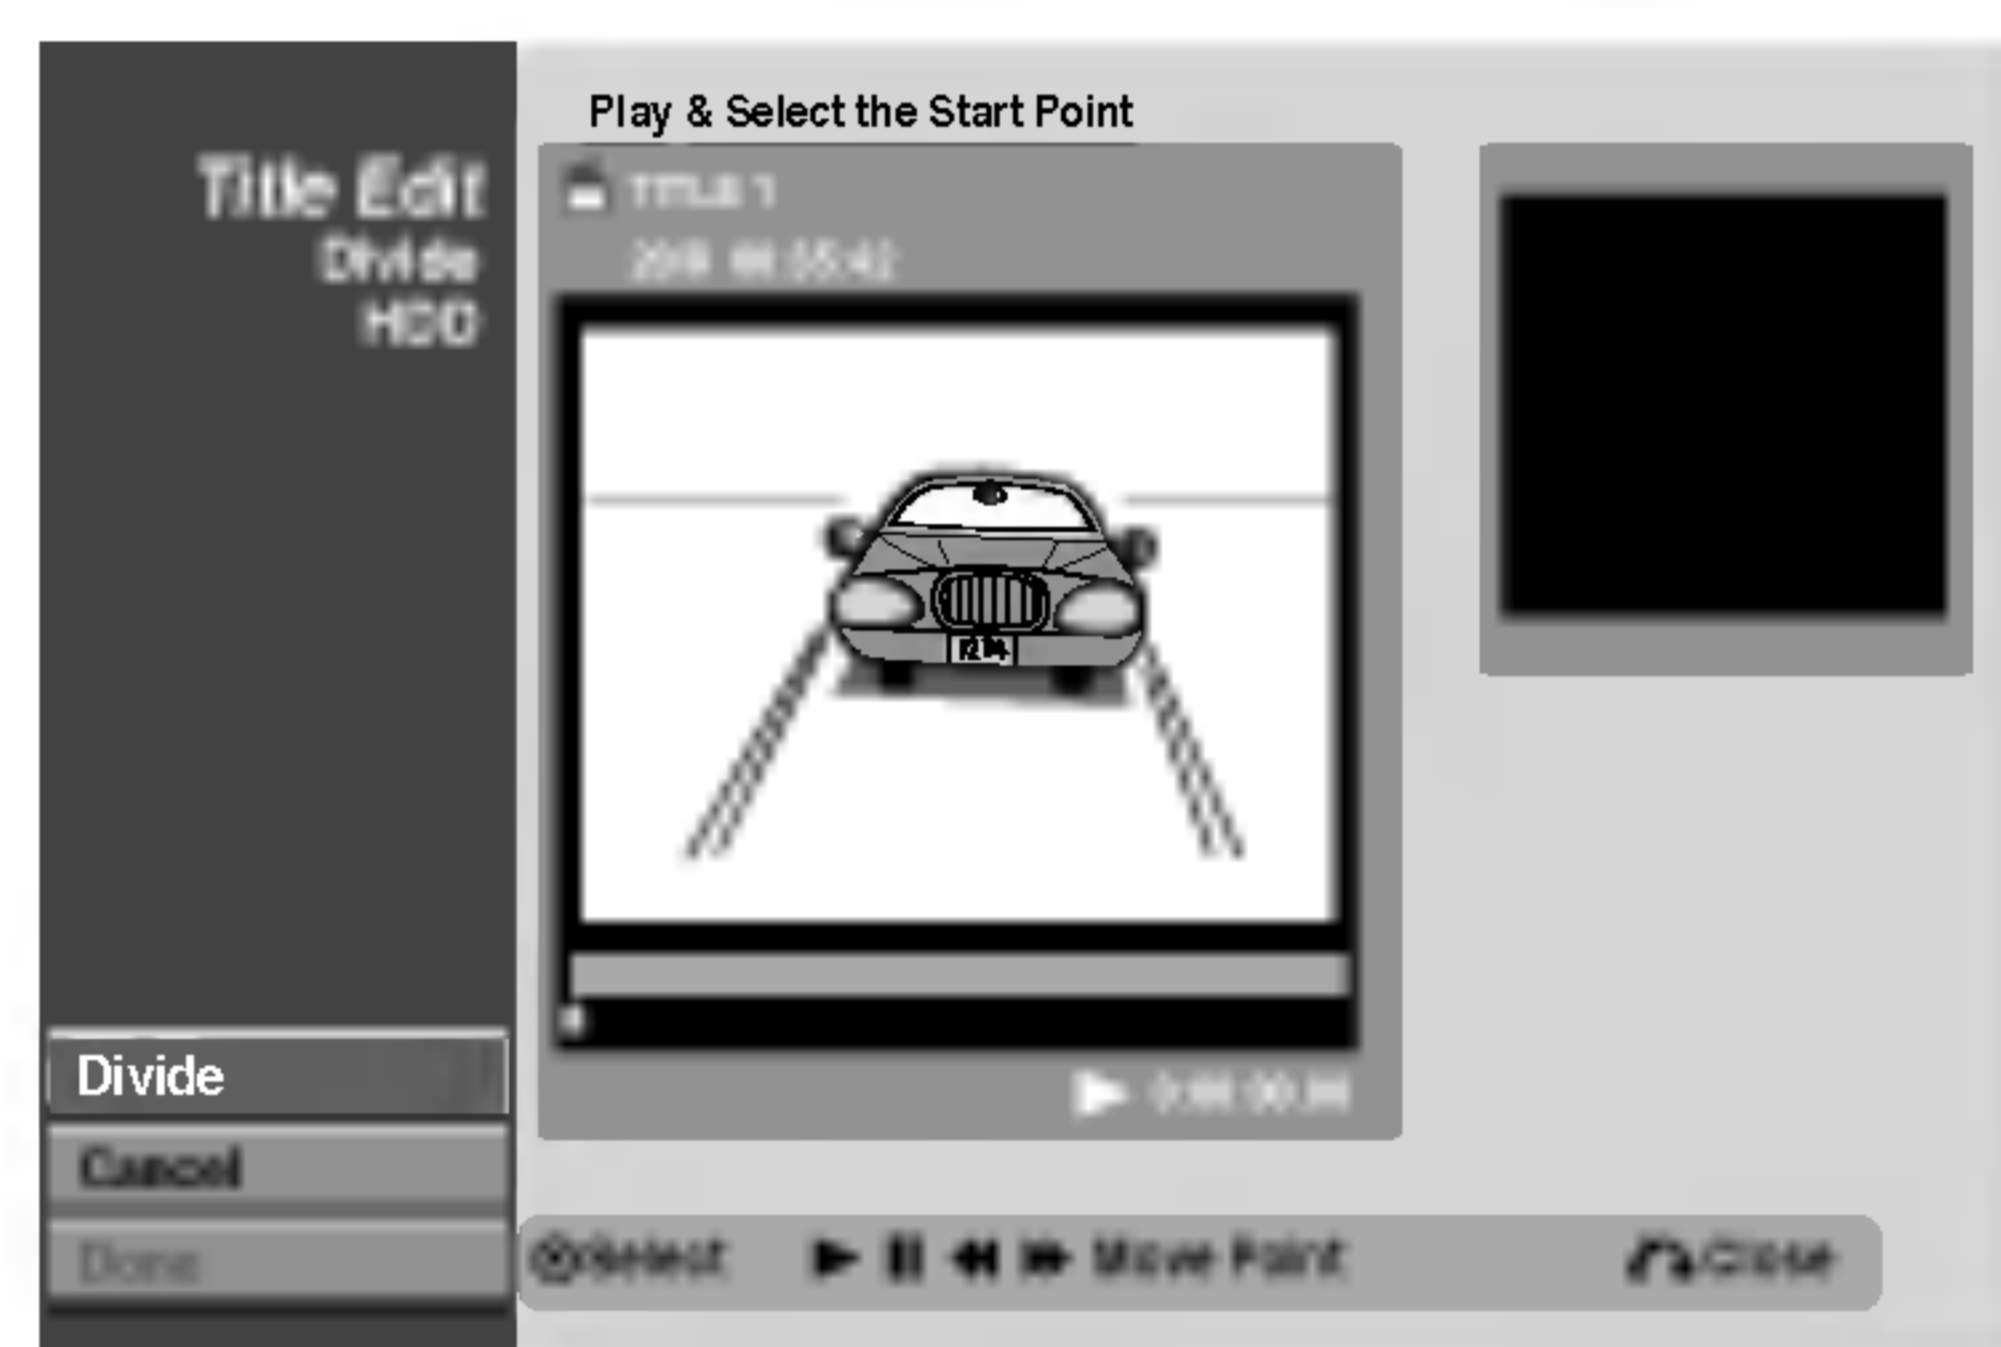 Play & Select the Start Point
Title Edit
Divide
HDD
TITLE 1
Divide
Cancel
Done
Select
Move Point
Close